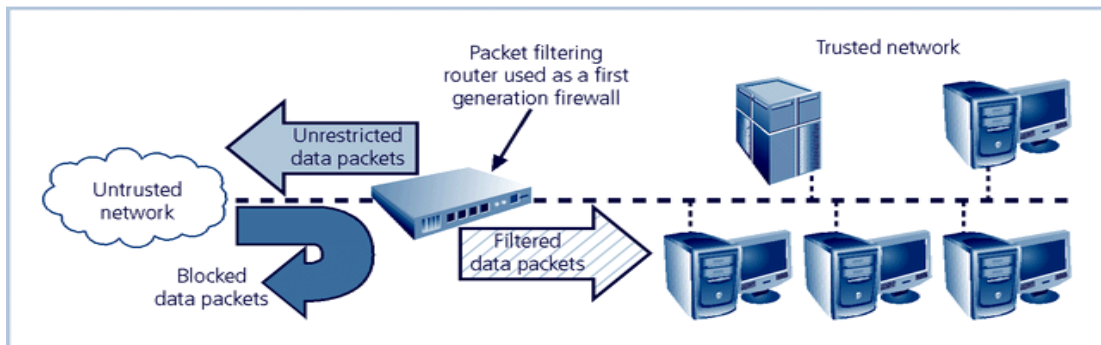 Packet filtering
router used as a first
generation firewall
Trusted network
Unrestricted
data packets
Untrusted
network
Blocked
data packets
Filtered
data packets